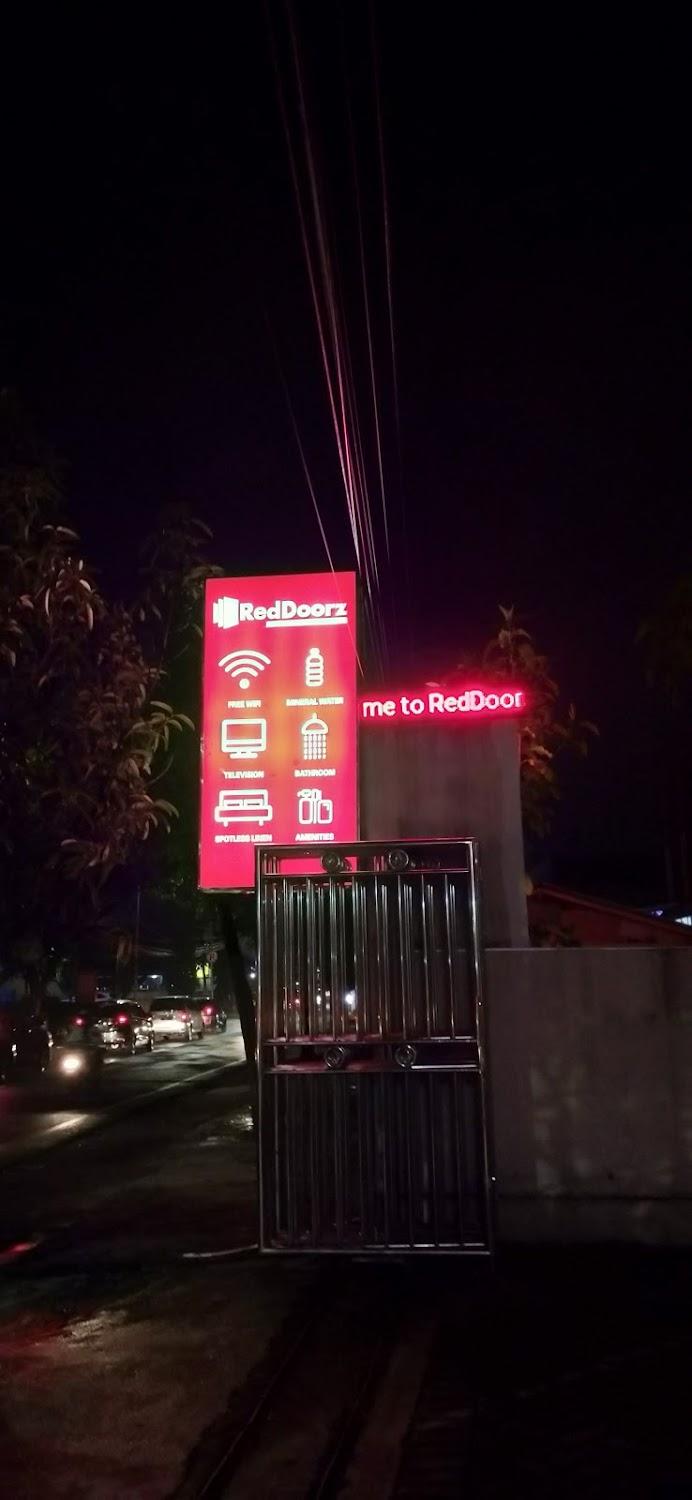 RedDoorz
FREE WIFI
MINERAL WATER
TELEVISION
BATHROOM
SPOTLESS LINEN
AMENITIES
me to RedDoor